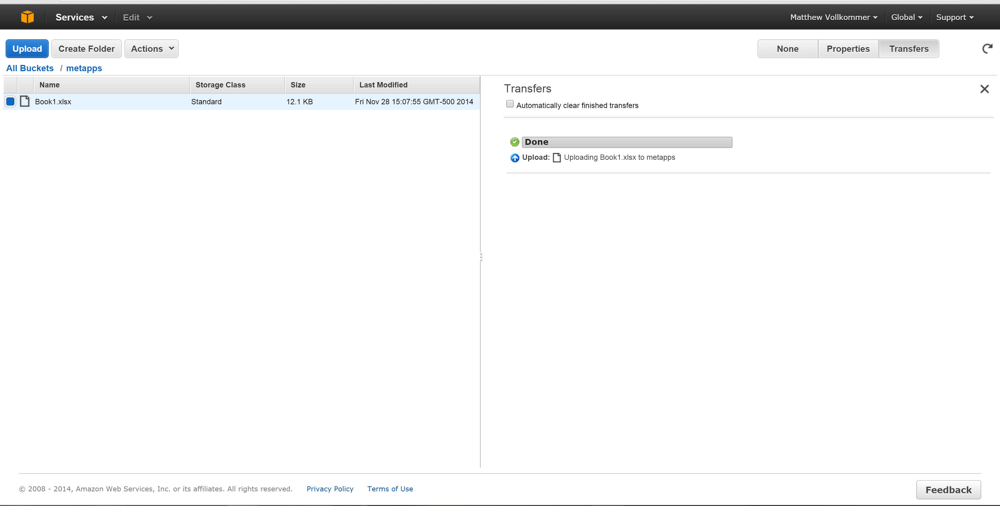 Services Edit Matthew Vollkommer Global Support
Upload Create Folder Actions None Properties Transfers
All Buckets / metapps
Name Storage Class Size Last Modified
Book1.xlsx Standard 12.1 KB Fri Nov 28 15:07:55 GMT-500 2014
Transfers
Automatically clear finished transfers
Done
Upload: Uploading Book1.xlsx to metapps
© 2008 - 2014, Amazon Web Services, Inc. or its affiliates. All rights reserved. Privacy Policy Terms of Use Feedback